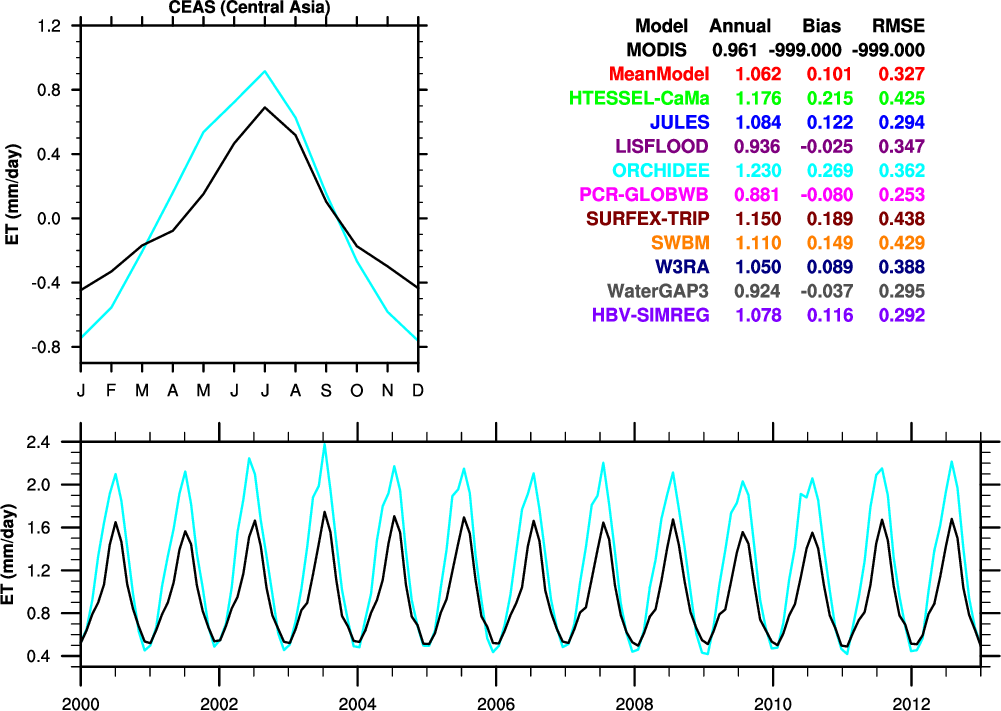 CEAS (Central Asia)
1.2
0.8
0.4
0.0
-0.4
-0.8
ET (mm/day)
J F M A M J J A S O N D
Model Annual Bias RMSE
MODIS 0.961 -999.000 -999.000
MeanModel 1.062 0.101 0.327
HTESSEL-CaMa 1.176 0.215 0.425
JULES 1.084 0.122 0.294
LISFLOOD 0.936 -0.025 0.347
ORCHIDEE 1.230 0.269 0.362
PCR-GLOBWB 0.881 -0.080 0.253
SURFEX-TRIP 1.150 0.189 0.438
SWBM 1.110 0.149 0.429
W3RA 1.050 0.089 0.388
WaterGAP3 0.924 -0.037 0.295
HBV-SIMREG 1.078 0.116 0.292
2.4
2.0
1.6
1.2
0.8
0.4
ET (mm/day)
2000 2002 2004 2006 2008 2010 2012